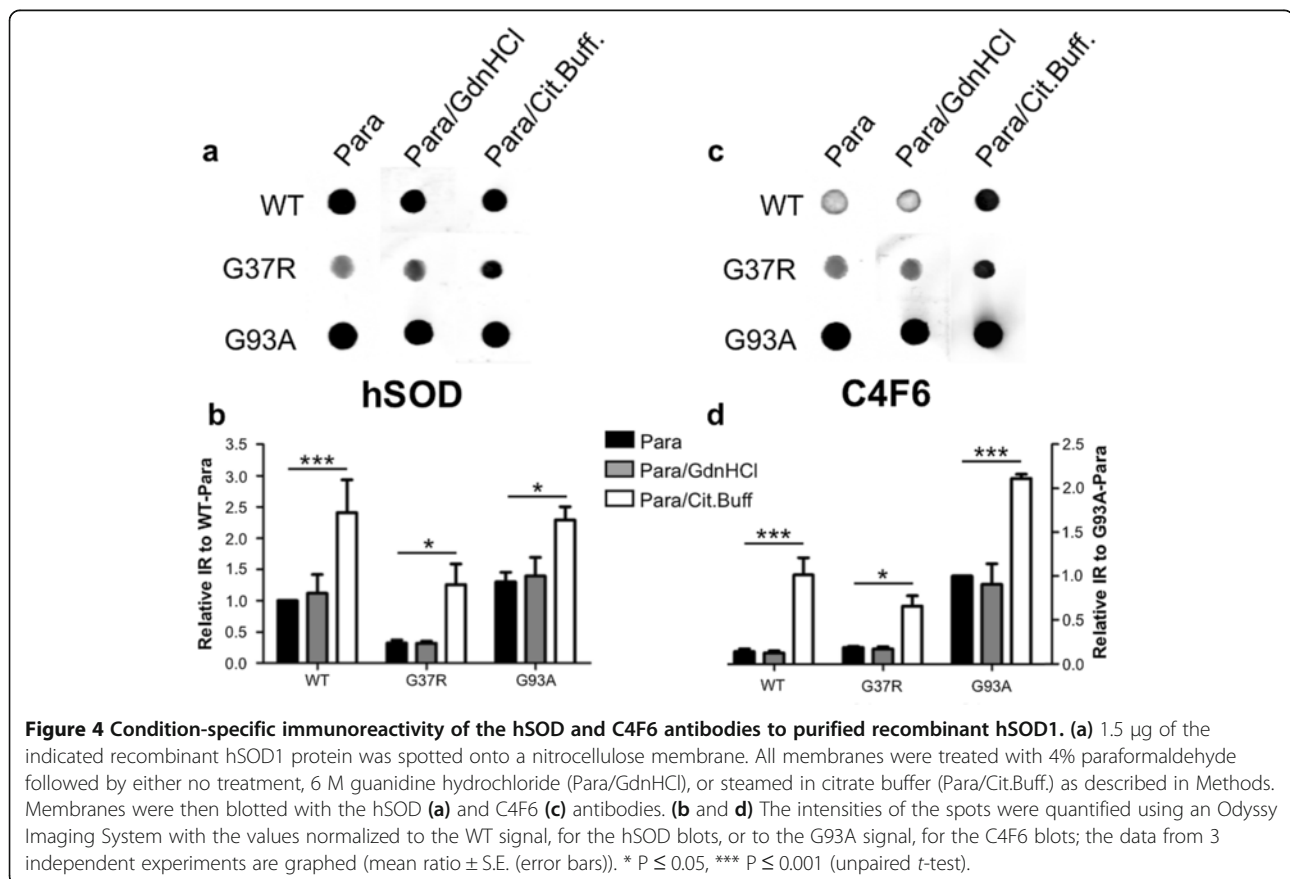 a
Para
Para/GdnHCl
Para/Cit.Buff.
WT
G37R
G93A
hSOD
c
Para
Para/GdnHCl
Para/Cit.Buff.
WT
G37R
G93A
C4F6
b
Relative IR to WT-Para
3.5
3.0
2.5
2.0
1.5
1.0
0.5
0.0
***
*
*
WT
G37R
G93A
Para
Para/GdnHCl
Para/Cit.Buff
d
***
*
***
2.5
2.0
1.5
1.0
0.5
0.0
Relative IR to G93A-Para
WT
G37R
G93A
Figure 4 Condition-specific immunoreactivity of the hSOD and C4F6 antibodies to purified recombinant hSOD1. (a) 1.5 μg of the
indicated recombinant hSOD1 protein was spotted onto a nitrocellulose membrane. All membranes were treated with 4% paraformaldehyde
followed by either no treatment, 6 M guanidine hydrochloride (Para/GdnHCl), or steamed in citrate buffer (Para/Cit.Buff.) as described in Methods.
Membranes were then blotted with the hSOD (a) and C4F6 (c) antibodies. (b and d) The intensities of the spots were quantified using an Odyssy
Imaging System with the values normalized to the WT signal, for the hSOD blots, or to the G93A signal, for the C4F6 blots; the data from 3
independent experiments are graphed (mean ratio ± S.E. (error bars)). * P ≤ 0.05, *** P ≤ 0.001 (unpaired t-test).